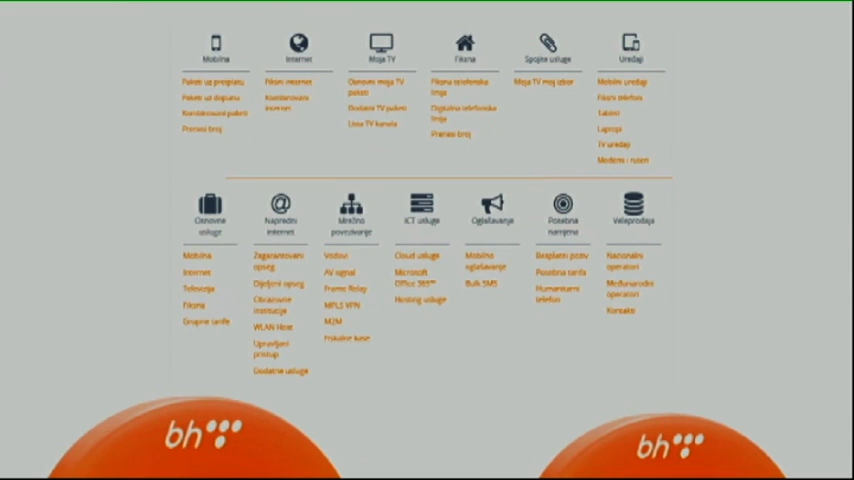 Mobilna
Internet
Moja TV
Fiksna
Spojite usluge
Uređaji
Paketi uz pretplatu
Paketi uz dopunu
Kombinovani paketi
Prenesi broj
Fiksni internet
Kombinovani
internet
Osnovni moja TV
paketi
Dodatni TV paketi
Lista TV kanala
Fiksna telefonska
linija
Digitalna telefonska
linija
Prenesi broj
Moja TV moj izbor
Mobilni uređaji
Fiksni telefoni
Tableti
Laptopi
TV uređaji
Modemi i ruteri
Osnovne
usluge
Napredni
internet
Mrežno
povezivanje
ICT usluge
Oglašavanje
Posebna
namjena
Veleprodaja
Mobilna
Internet
Televizija
Fiksna
Grupne tarife
Zagarantovani
opseg
Dijeljeni opseg
Obrazovne
institucije
WLAN Host
Upravljani
pristup
Dodatne usluge
Vodovi
AV signal
Frame Relay
MPLS VPN
M2M
Fiskalne kase
Cloud usluge
Microsoft
Office 365™
Hosting usluge
Mobilno
oglašavanje
Bulk SMS
Besplatni poziv
Posebna tarifa
Humanitarni
telefon
Nacionalni
operatori
Međunarodni
operatori
Kontakti
bh
bh